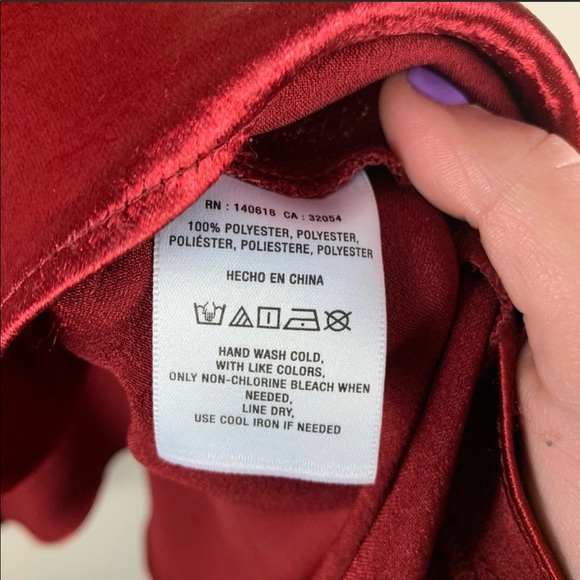 RN : 140618 CA : 32054
100% POLYESTER, POLYESTER,
POLIÉSTER, POLIESTERE, POLYESTER
HECHO EN CHINA
HAND WASH COLD,
WITH LIKE COLORS,
ONLY NON-CHLORINE BLEACH WHEN
NEEDED,
LINE DRY,
USE COOL IRON IF NEEDED